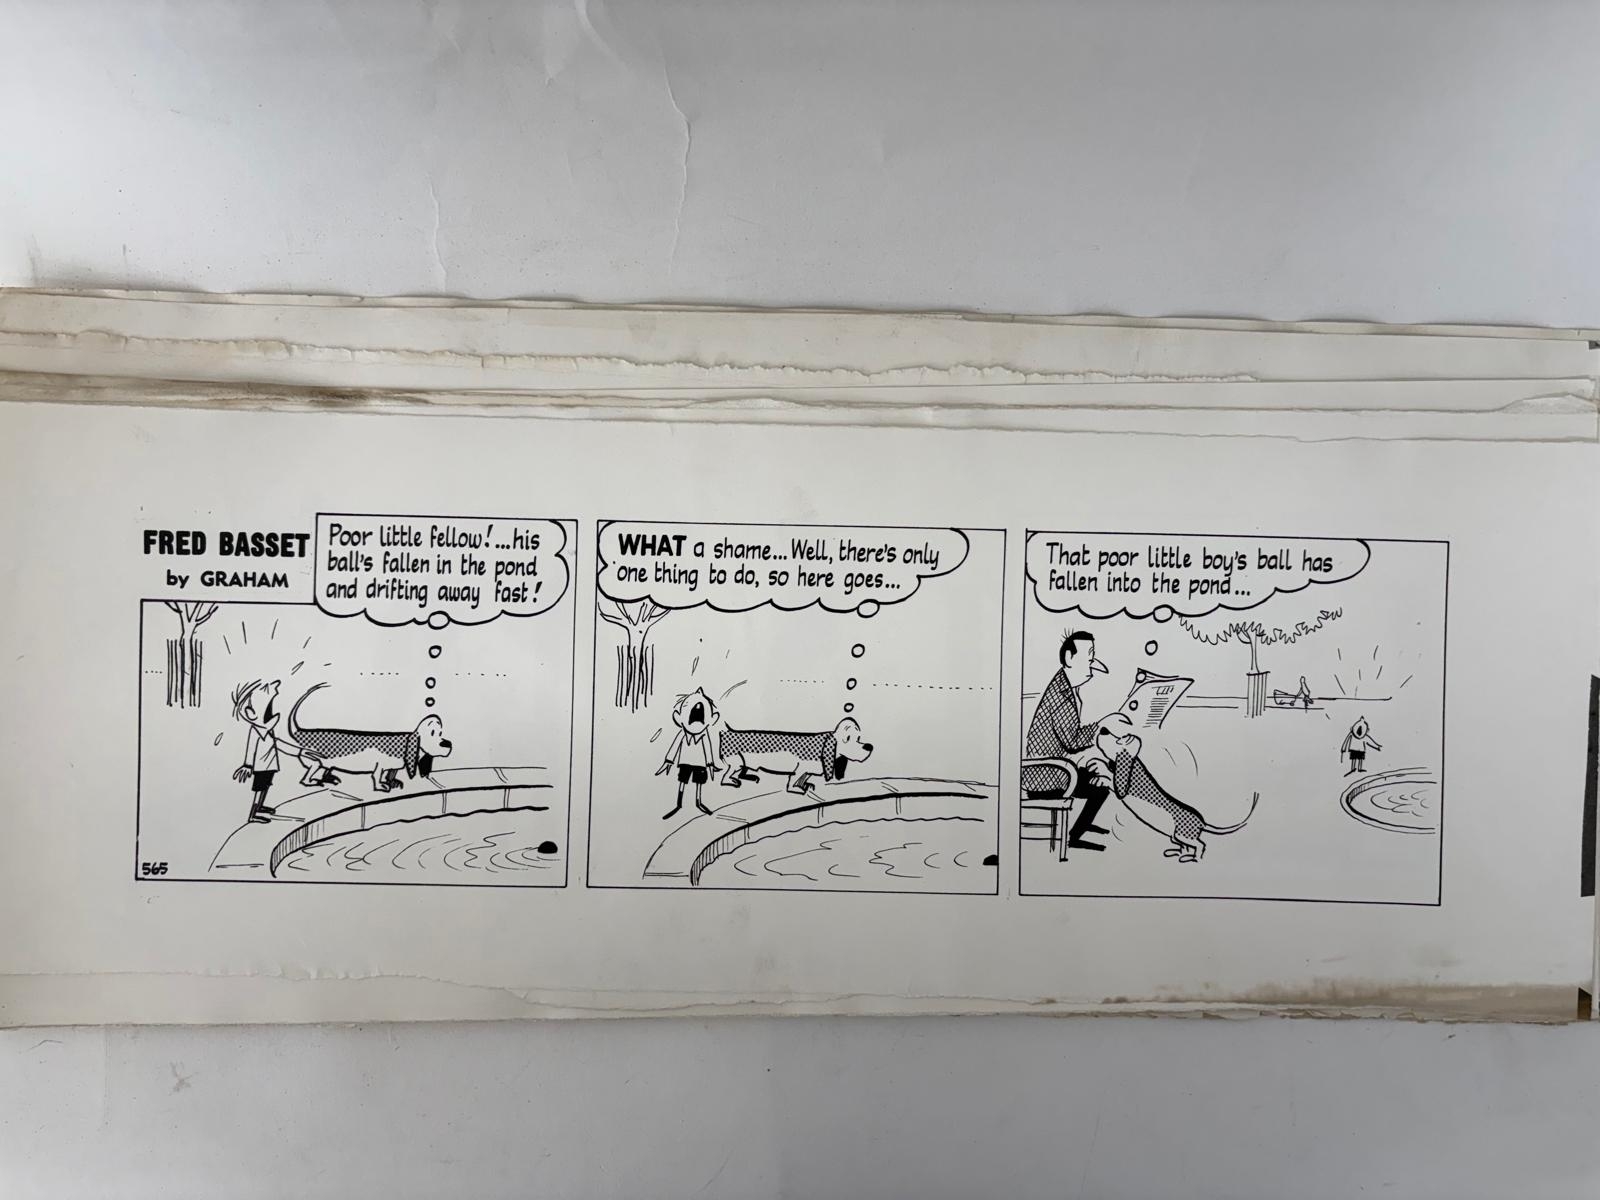 FRED BASSET
by GRAHAM
Poor little fellow!...his
ball's fallen in the pond
and drifting away fast!
565
WHAT a shame...Well, there's only
one thing to do, so here goes...
That poor little boy's ball has
fallen into the pond...